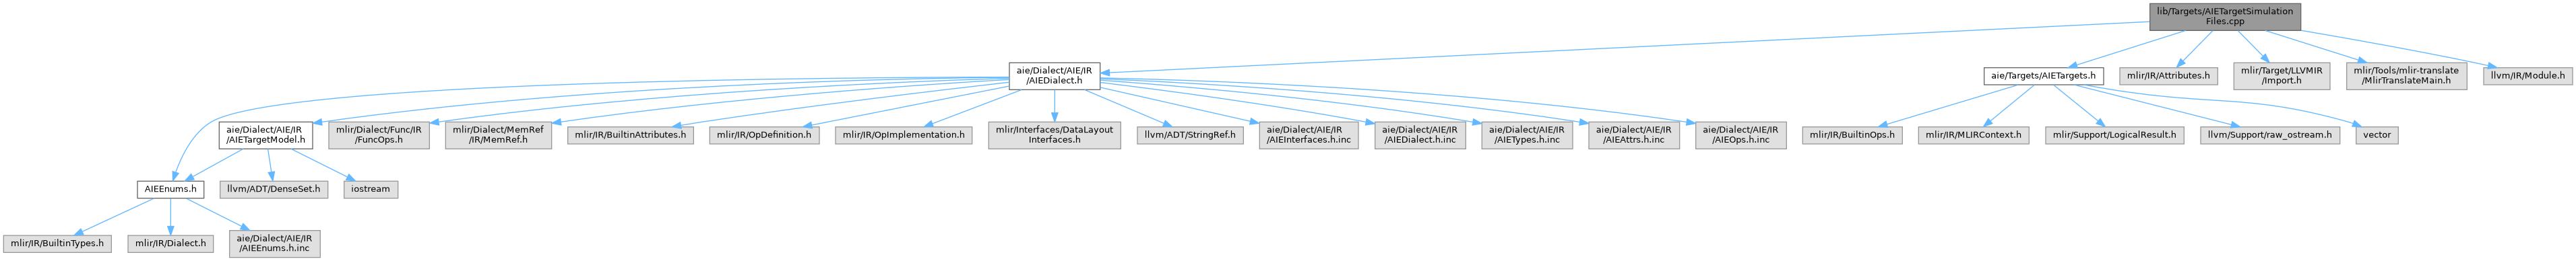 lib/Targets/AIETargetSimulation
Files.cpp
aie/Dialect/AIE/IR
/AIEDialect.h
aie/Targets/AIETargets.h
mlir/IR/Attributes.h
mlir/Target/LLVMIR
/Import.h
mlir/Tools/mlir-translate
/MlirTranslateMain.h
llvm/IR/Module.h
aie/Dialect/AIE/IR
/AIETargetModel.h
mlir/Dialect/Func/IR
/FuncOps.h
mlir/Dialect/MemRef
/IR/MemRef.h
mlir/IR/BuiltinAttributes.h
mlir/IR/OpDefinition.h
mlir/IR/OpImplementation.h
mlir/Interfaces/DataLayout
Interfaces.h
llvm/ADT/StringRef.h
aie/Dialect/AIE/IR
/AIEInterfaces.h.inc
aie/Dialect/AIE/IR
/AIEDialect.h.inc
aie/Dialect/AIE/IR
/AIETypes.h.inc
aie/Dialect/AIE/IR
/AIEAttrs.h.inc
aie/Dialect/AIE/IR
/AIEOps.h.inc
mlir/IR/BuiltinOps.h
mlir/IR/MLIRContext.h
mlir/Support/LogicalResult.h
llvm/Support/raw_ostream.h
vector
AIEEnums.h
llvm/ADT/DenseSet.h
iostream
mlir/IR/BuiltinTypes.h
mlir/IR/Dialect.h
aie/Dialect/AIE/IR
/AIEEnums.h.inc